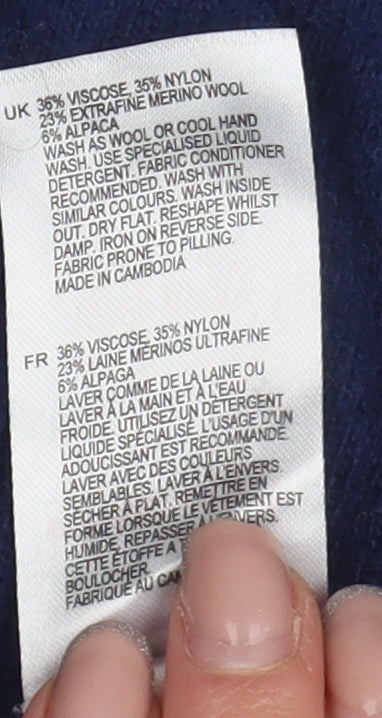 UK 36% VISCOSE, 35% NYLON
23% EXTRAFINE MERINO WOOL
6% ALPACA
WASH AS WOOL OR COOL HAND
WASH. USE SPECIALISED LIQUID
DETERGENT. FABRIC CONDITIONER
RECOMMENDED. WASH WITH
SIMILAR COLOURS. WASH INSIDE
OUT. DRY FLAT. RESHAPE WHILST
DAMP. IRON ON REVERSE SIDE.
FABRIC PRONE TO PILLING.
MADE IN CAMBODIA
FR 36% VISCOSE, 35% NYLON
23% LAINE MÉRINOS ULTRAFINE
6% ALPAGA
LAVER COMME DE LA LAINE OU
LAVER À LA MAIN ET À L'EAU
FROIDE. UTILISEZ UN DÉTERGENT
LIQUIDE SPÉCIALISÉ. L'USAGE D'UN
ADOUCISSANT EST RECOMMANDÉ.
LAVER AVEC DES COULEURS
SEMBLABLES. LAVER À L'ENVERS.
SÉCHER À PLAT. REMETTRE EN
FORME LORSQUE LE VÊTEMENT EST
HUMIDE. REPASSER À L'ENVERS.
CETTE ÉTOFFE A
BOULOCHER.
FABRIQUÉ AU